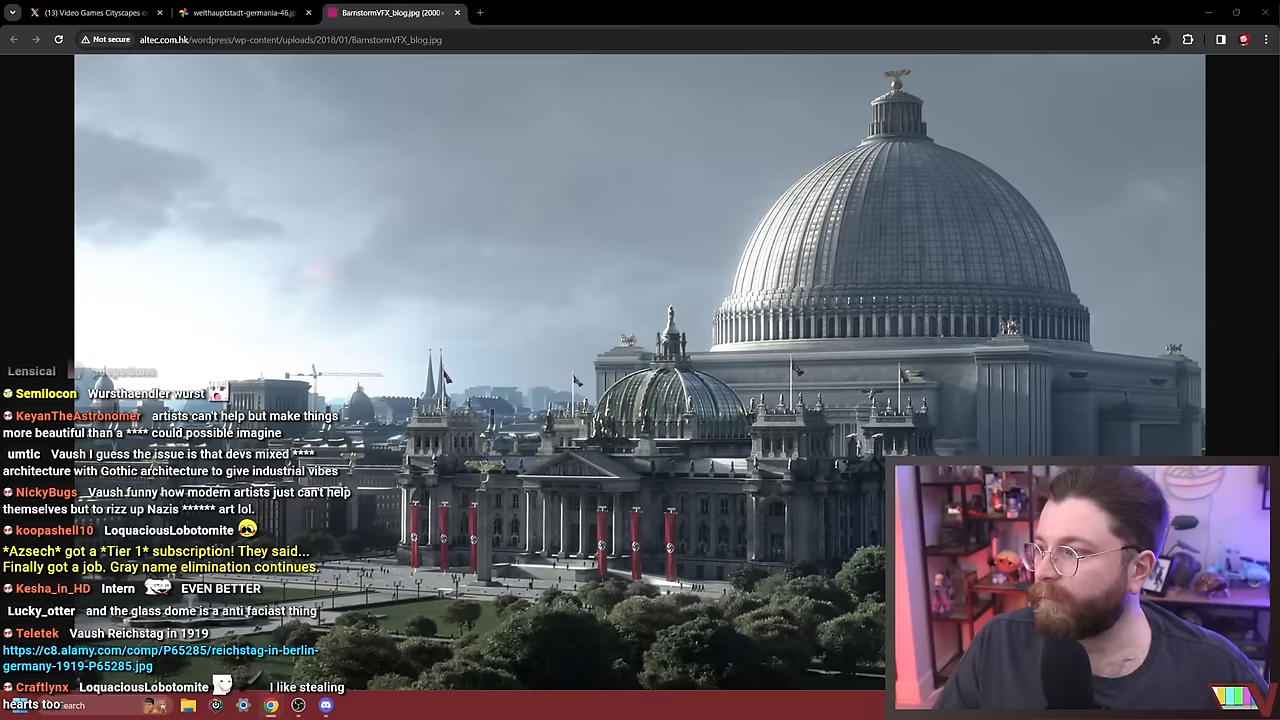 (13) Video Games Cityscapes
welthauptstadt-germania-46.jp
BarnstormVFX_blog.jpg (2000×
Not secure
altec.com.hk/wordpress/wp-content/uploads/2018/01/BarnstormVFX_blog.jpg
Lensical
Semilocon Wursthaendler wurst
KeyanTheAstronomer artists can't help but make things
more beautiful than a **** could possible imagine
umtic Vaush I guess the issue is that devs mixed ****
architecture with Gothic architecture to give industrial vibes
NickyBugs_ Vaush funny how modern artists just can't help
themselves but to rizz up Nazis ****** art lol.
koopashell10 LoquaciousLobotomite
*Azsech* got a *Tier 1* subscription! They said...
Finally got a job. Gray name elimination continues.
Kesha_in_HD Intern EVEN BETTER
Lucky_otter and the glass dome is a anti faciast thing
Teletek Vaush Reichstag in 1919
https://c8.alamy.com/comp/P65285/reichstag-in-berlin-
germany-1919-P65285.jpg
Craftlynx LoquaciousLobotomite I like stealing
hearts too
Search
V